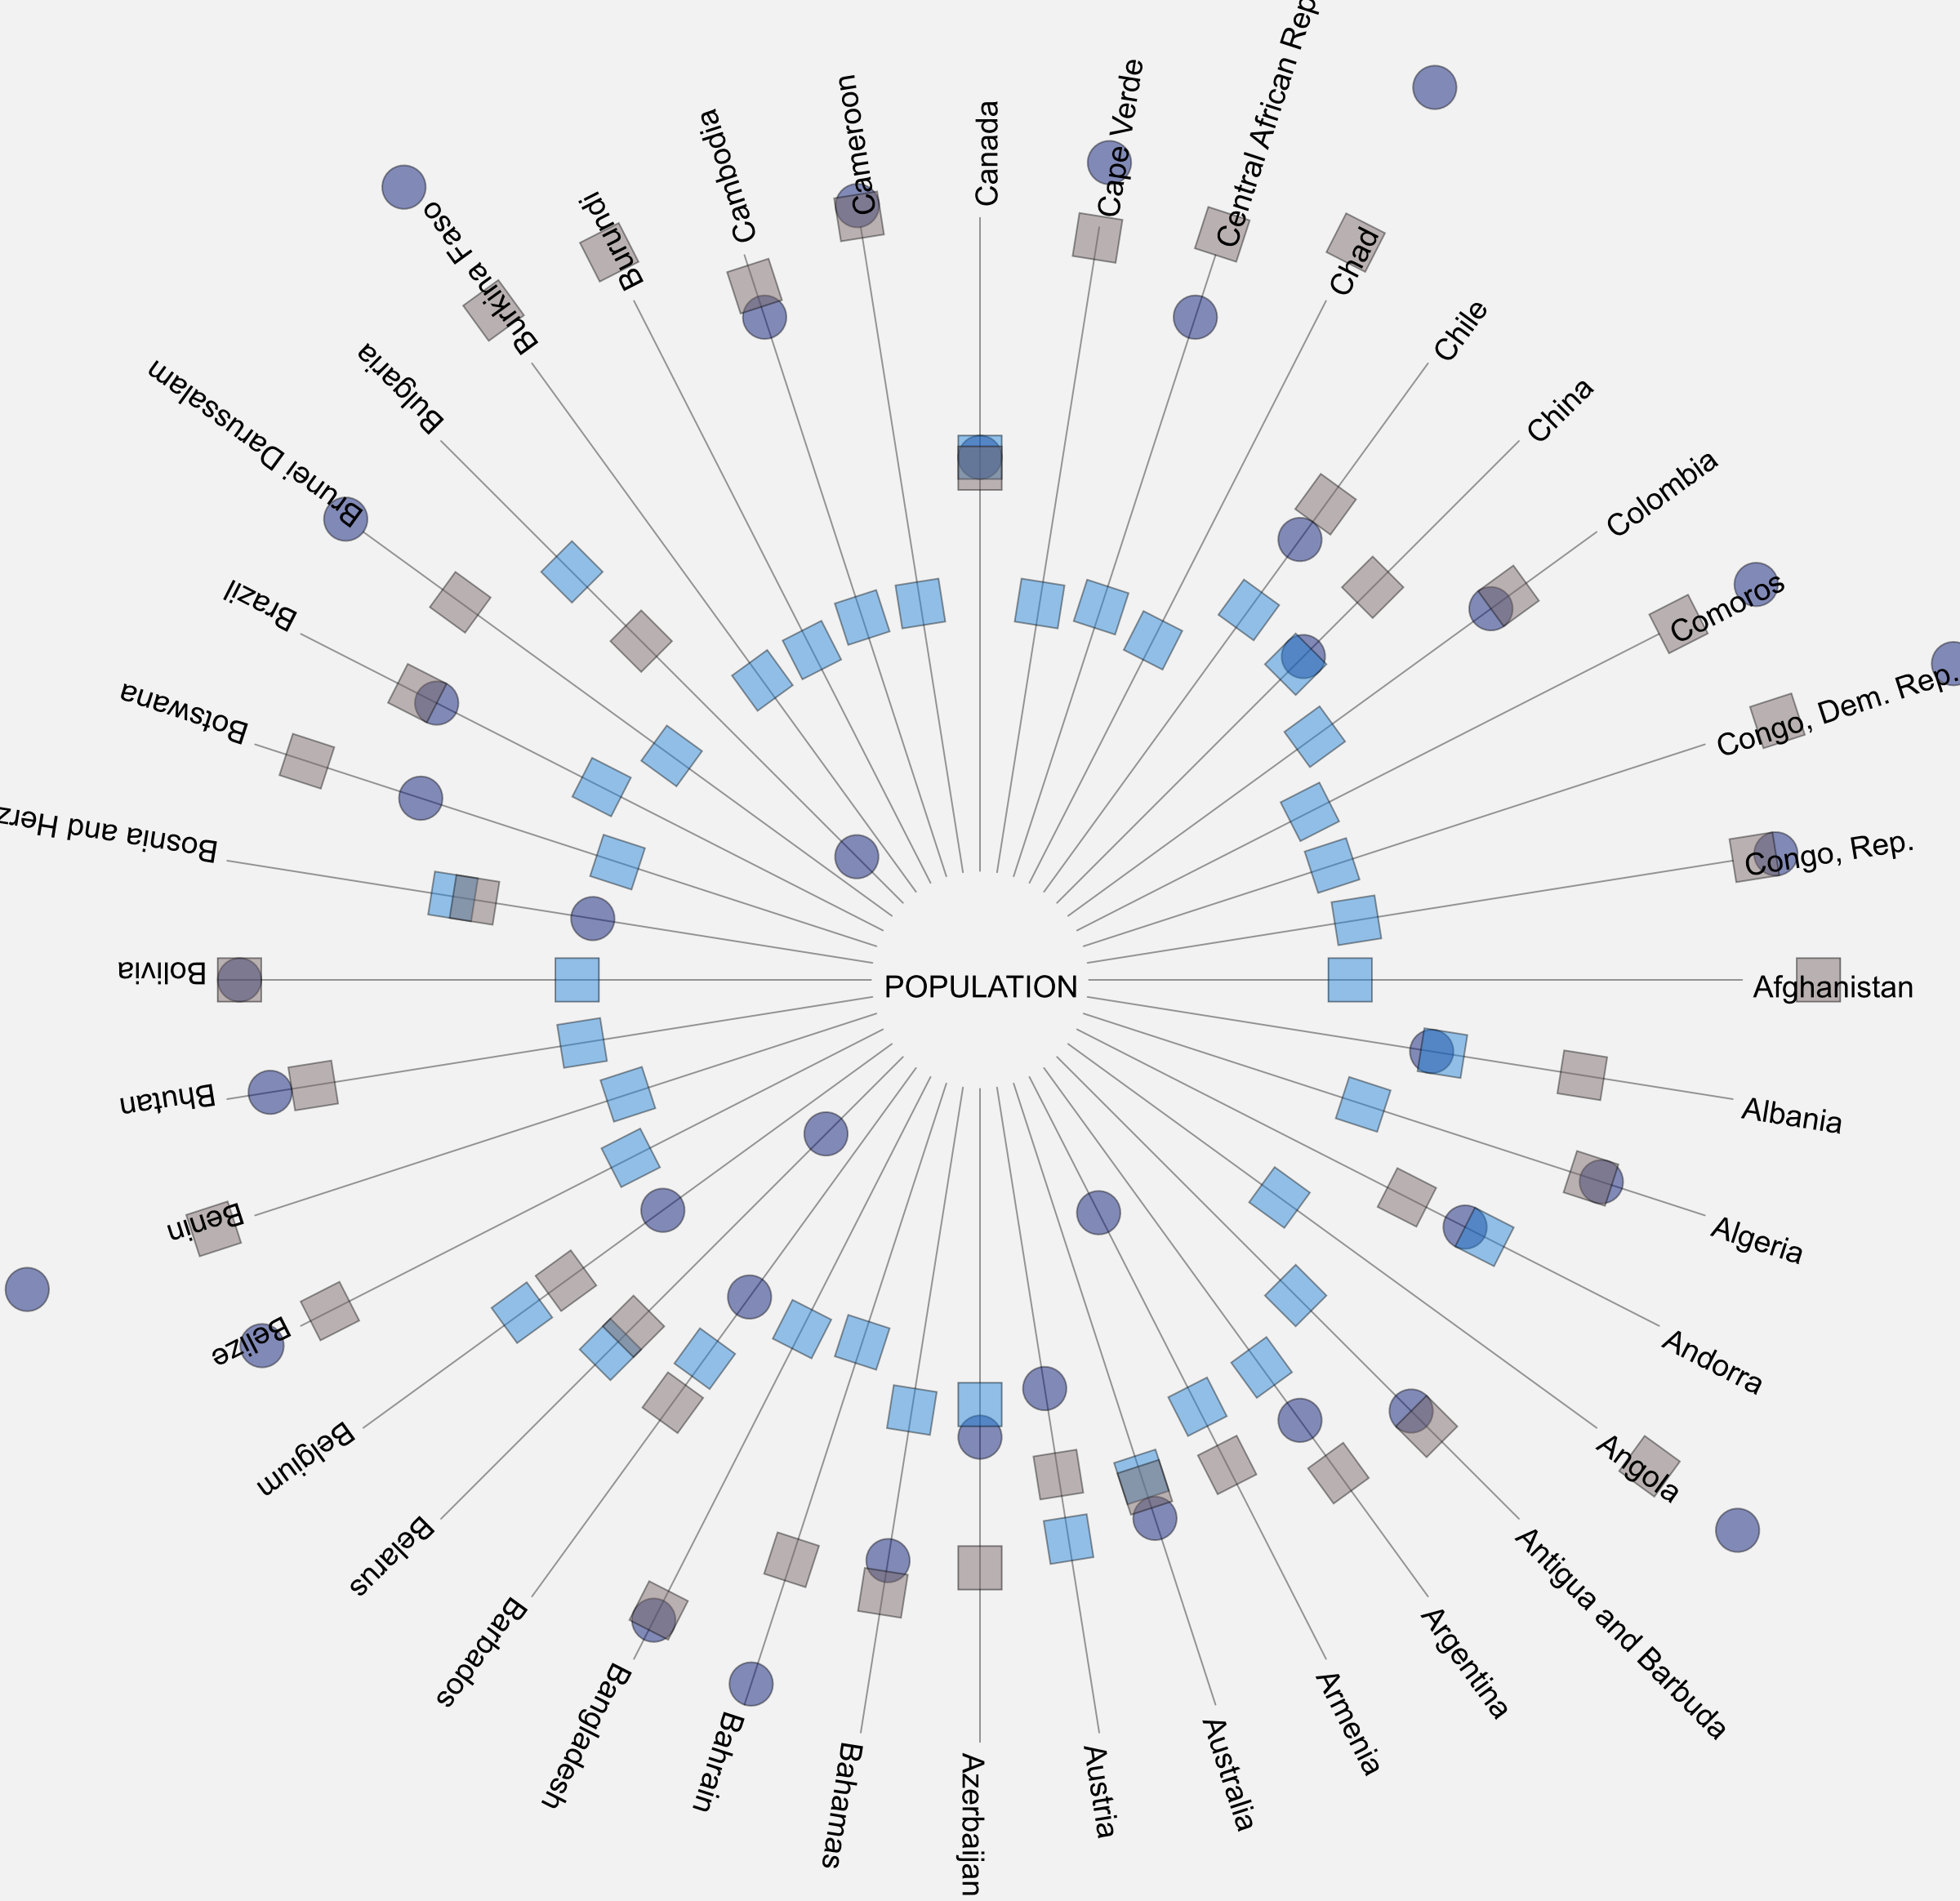 POPULATION
Afghanistan
Albania
Algeria
Andorra
Angola
Antigua and Barbuda
Argentina
Armenia
Australia
Austria
Azerbaijan
Bahamas
Bahrain
Bangladesh
Barbados
Belarus
Belgium
Belize
Benin
Bhutan
Bolivia
Bosnia and Herz
Botswana
Brazil
Brunei Darussalam
Bulgaria
Burkina Faso
Burundi
Cambodia
Cameroon
Canada
Cape Verde
Central African Rep
Chad
Chile
China
Colombia
Comoros
Congo, Dem. Rep.
Congo, Rep.